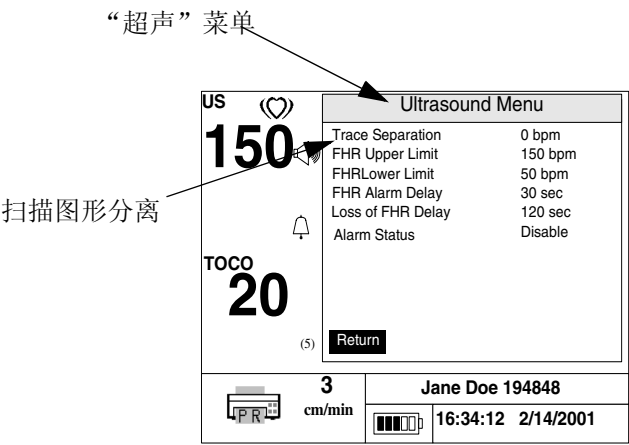 “超声”菜单
US
150
Ultrasound Menu
Trace Separation 0 bpm
FHR Upper Limit 150 bpm
FHRLower Limit 50 bpm
FHR Alarm Delay 30 sec
Loss of FHR Delay 120 sec
Alarm Status Disable
扫描图形分离
TOCO
20
(5)
Return
PR
3
cm/min
Jane Doe 194848
16:34:12 2/14/2001